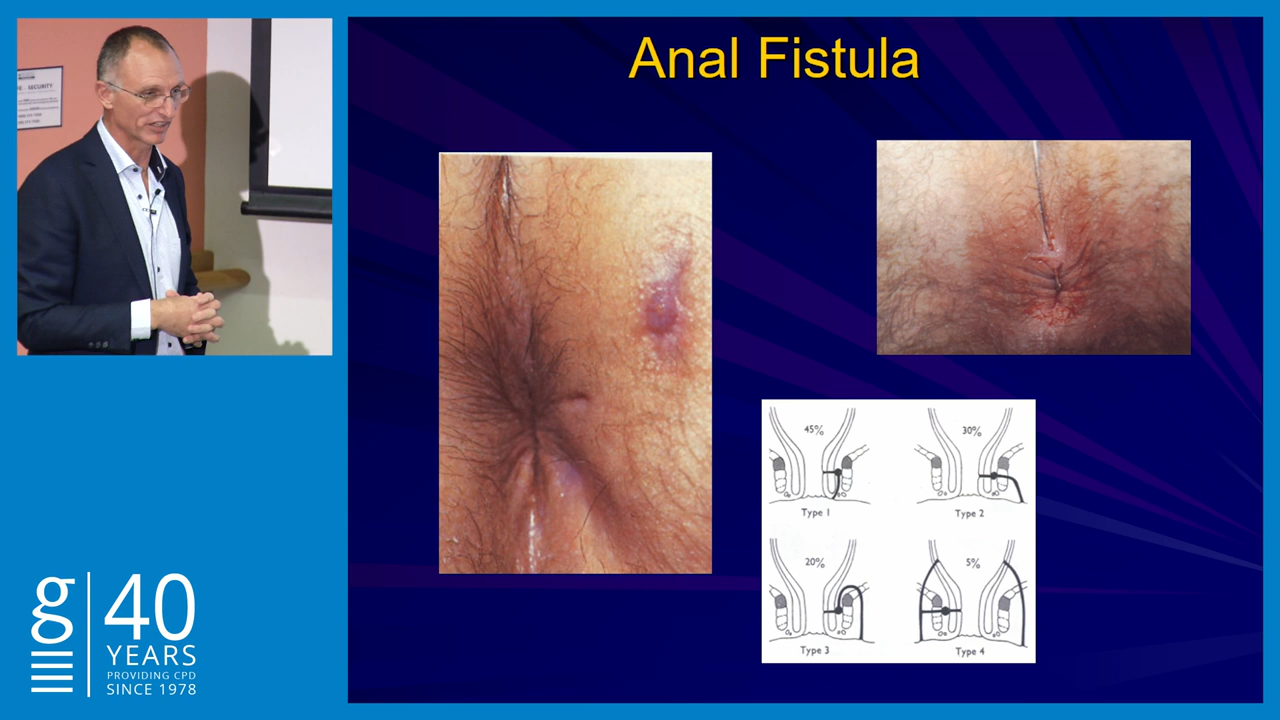 SECURITY
Anal Fistula
45%
30%
Type 1
Type 2
20%
5%
Type 3
Type 4
g
40
YEARS
PROVIDING CPD
SINCE 1978